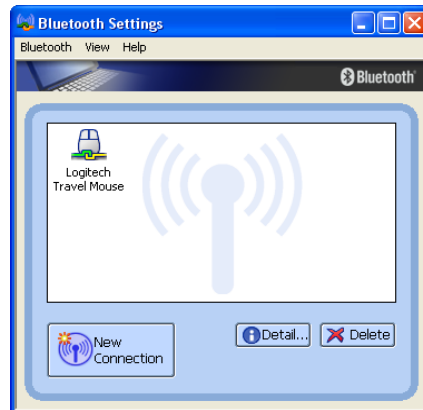 Bluetooth Settings
Bluetooth View Help
Bluetooth
Logitech
Travel Mouse
New
Connection
Detail...
Delete